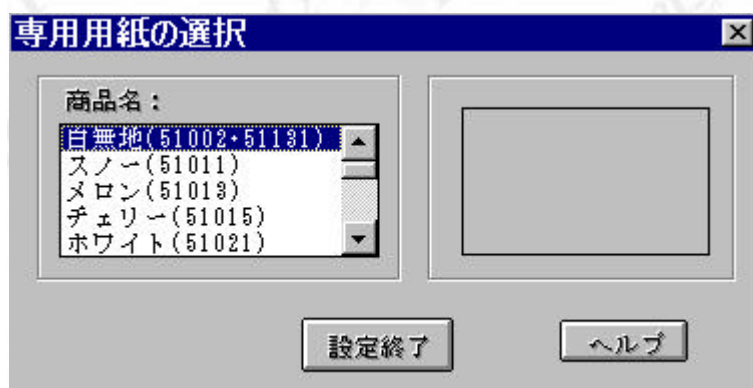 専用用紙の選択
商品名：
白無地(51002・51131)
スノー(51011)
メロン(51013)
チェリー(51015)
ホワイト(51021)
設定終了
ヘルプ